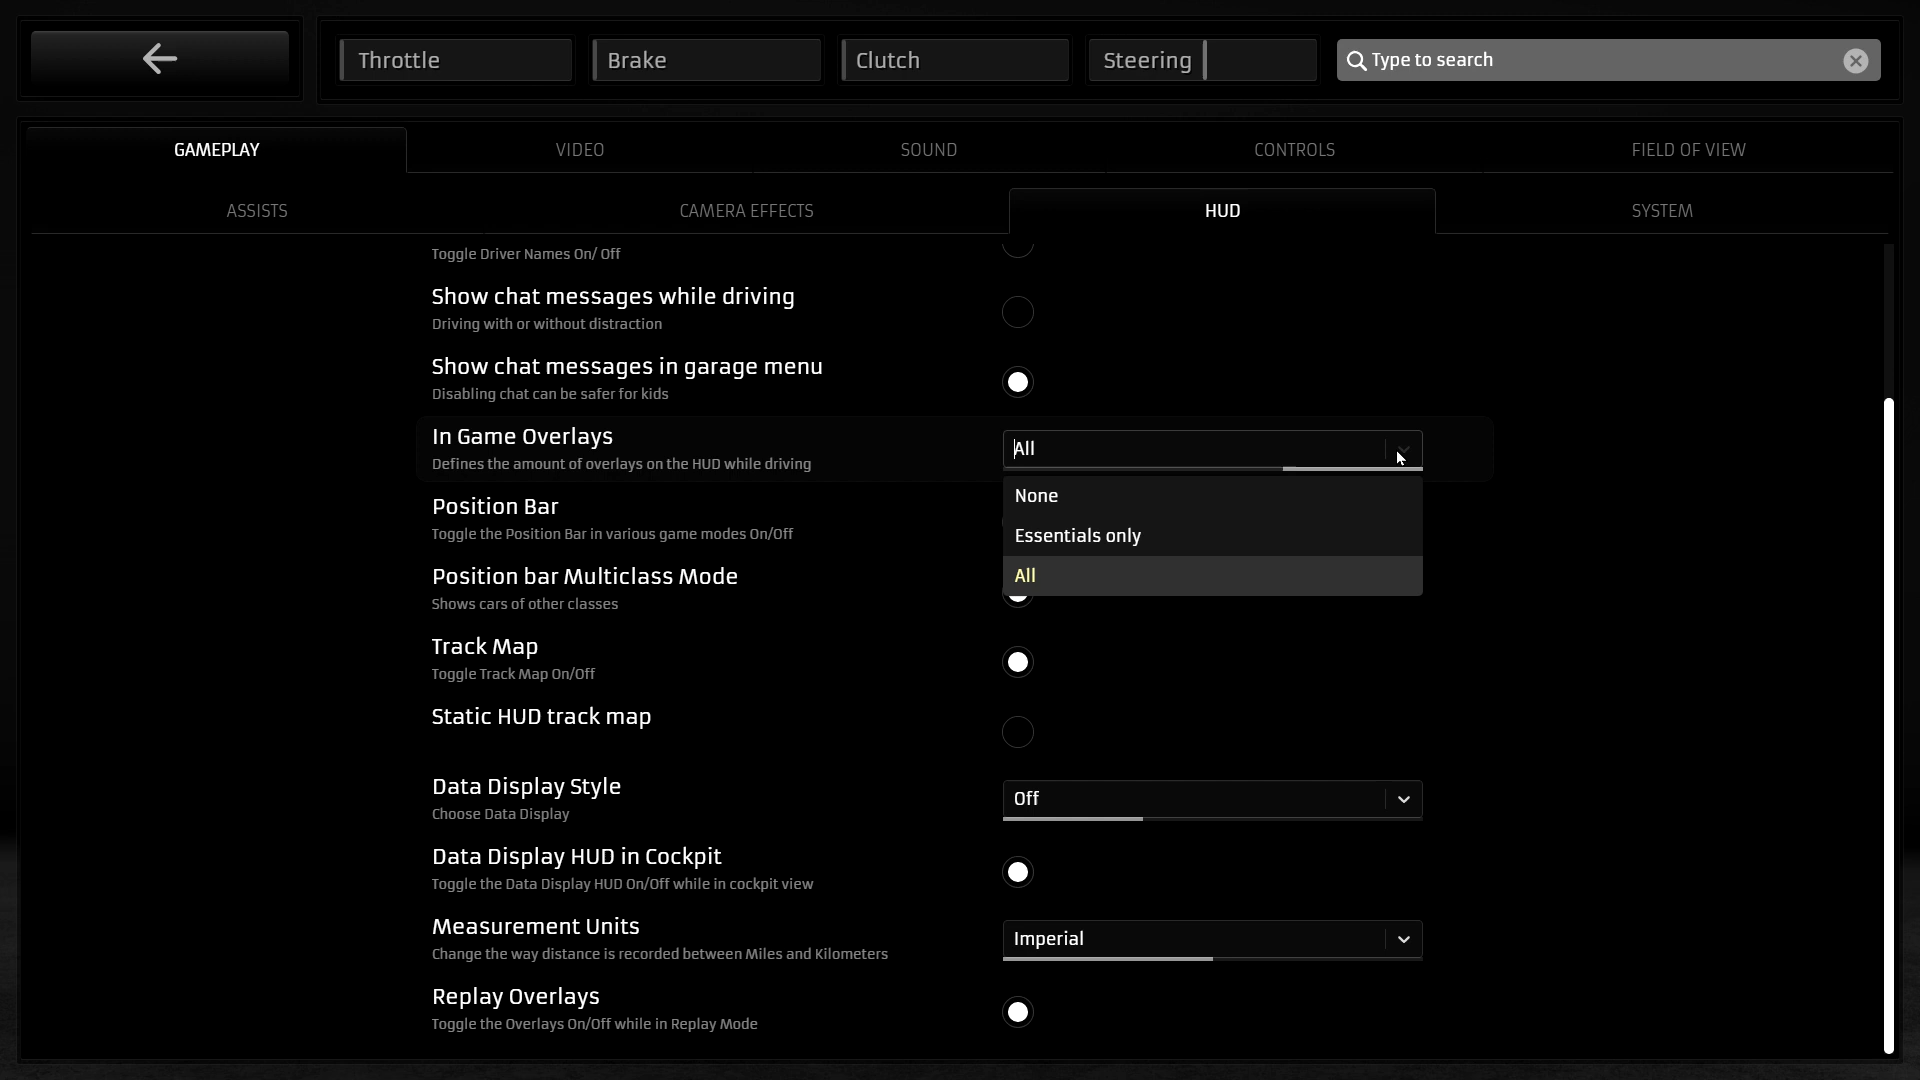 Throttle
Brake
Clutch
Steering
Type to search
GAMEPLAY
VIDEO
SOUND
CONTROLS
FIELD OF VIEW
ASSISTS
CAMERA EFFECTS
HUD
SYSTEM
Toggle Driver Names On/ Off
Show chat messages while driving
Driving with or without distraction
Show chat messages in garage menu
Disabling chat can be safer for kids
In Game Overlays
Defines the amount of overlays on the HUD while driving
All
None
Essentials only
All
Position Bar
Toggle the Position Bar in various game modes On/Off
Position bar Multiclass Mode
Shows cars of other classes
Track Map
Toggle Track Map On/Off
Static HUD track map
Data Display Style
Choose Data Display
Off
Data Display HUD in Cockpit
Toggle the Data Display HUD On/Off while in cockpit view
Measurement Units
Change the way distance is recorded between Miles and Kilometers
Imperial
Replay Overlays
Toggle the Overlays On/Off while in Replay Mode